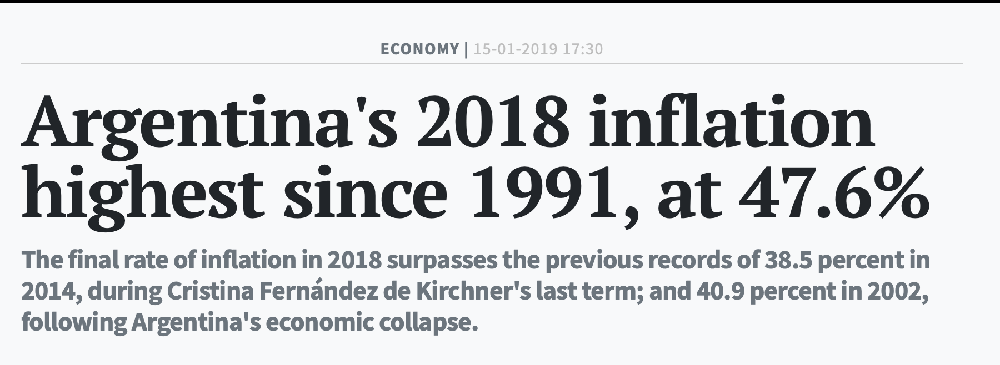 ECONOMY | 15-01-2019 17:30
Argentina's 2018 inflation
highest since 1991, at 47.6%
The final rate of inflation in 2018 surpasses the previous records of 38.5 percent in
2014, during Cristina Fernández de Kirchner's last term; and 40.9 percent in 2002,
following Argentina's economic collapse.